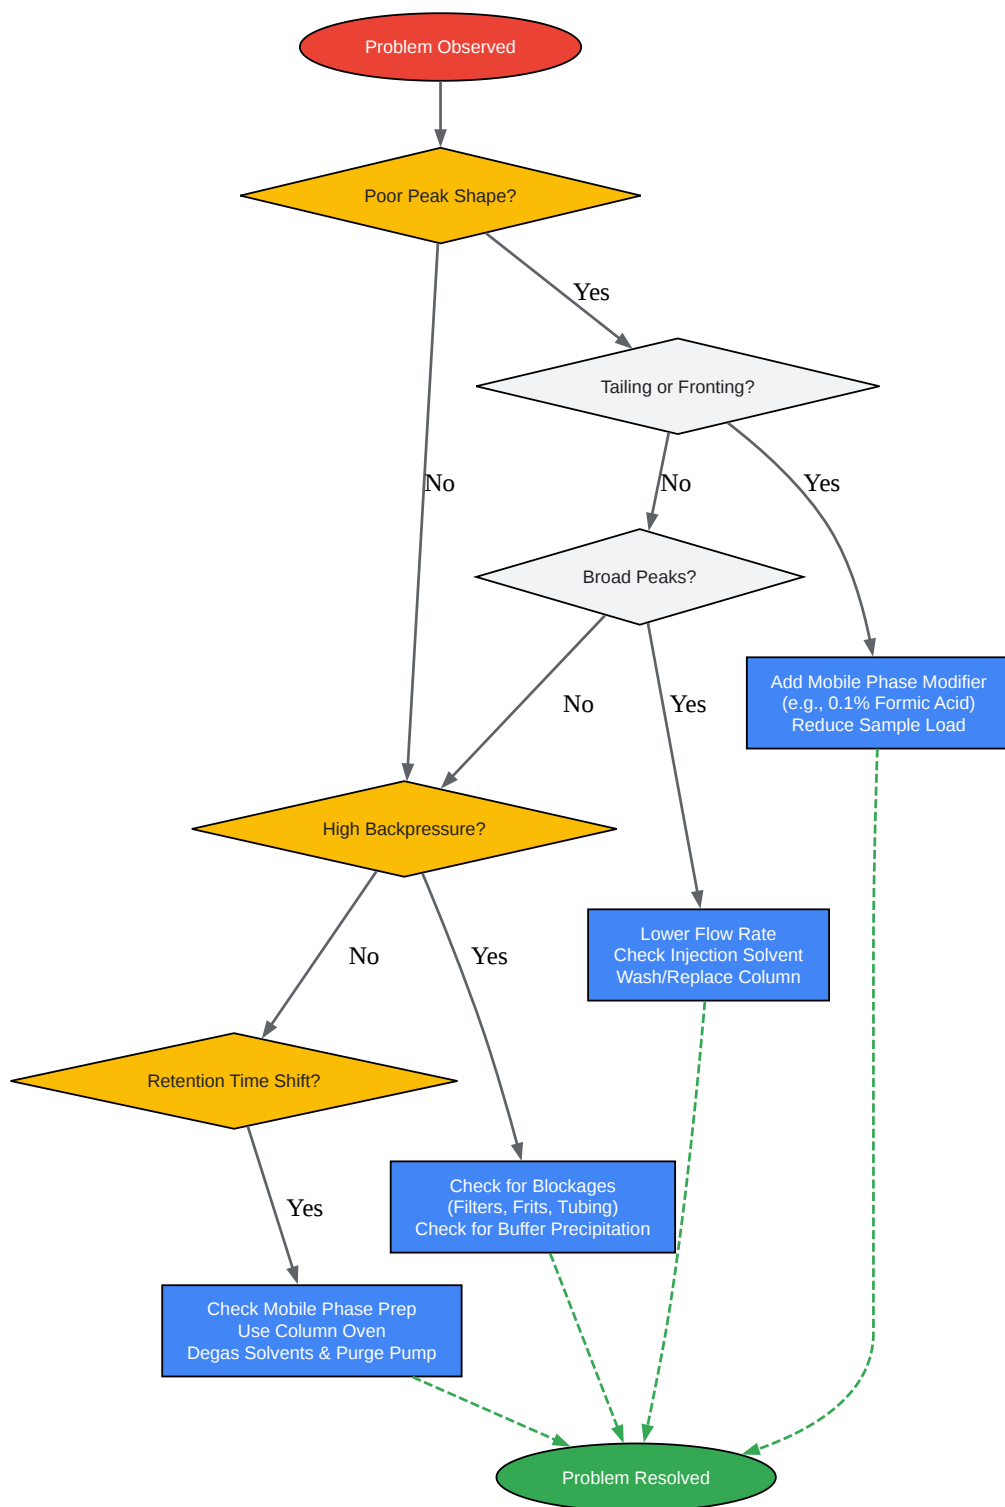 Problem Observed
Poor Peak Shape?
Yes
Tailing or Fronting?
No
No
Yes
Broad Peaks?
Add Mobile Phase Modifier
(e.g., 0.1% Formic Acid)
Reduce Sample Load
No
Yes
High Backpressure?
Lower Flow Rate
Check Injection Solvent
Wash/Replace Column
No
Yes
Retention Time Shift?
Check for Blockages
(Filters, Frits, Tubing)
Check for Buffer Precipitation
Yes
Check Mobile Phase Prep
Use Column Oven
Degas Solvents & Purge Pump
Problem Resolved